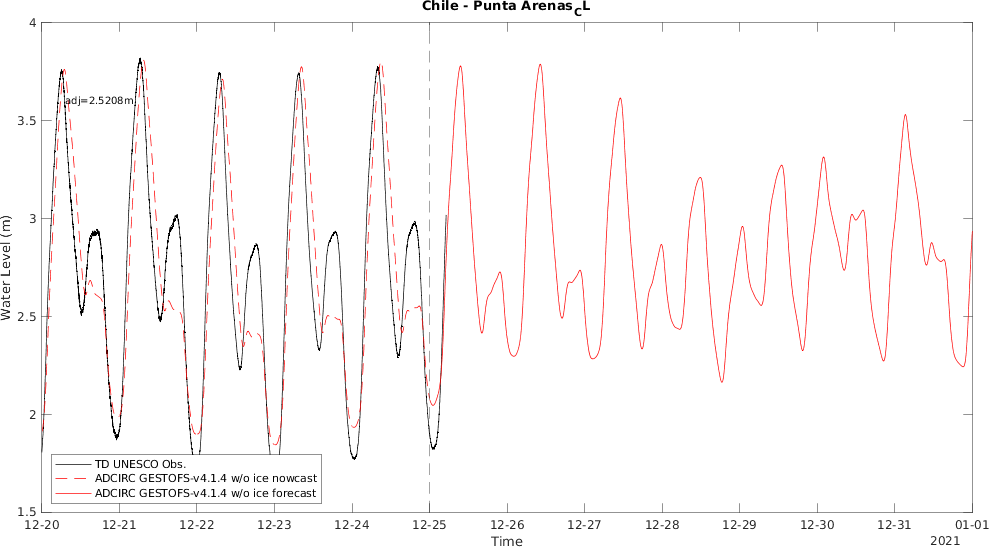 Chile - Punta Arenas_CL
4
3.5
3
2.5
2
1.5
Water Level (m)
adj=2.5208m
TD UNESCO Obs.
ADCIRC GESTOFS-v4.1.4 w/o ice nowcast
ADCIRC GESTOFS-v4.1.4 w/o ice forecast
12-20 12-21 12-22 12-23 12-24 12-25 12-26 12-27 12-28 12-29 12-30 12-31 01-01
Time
2021